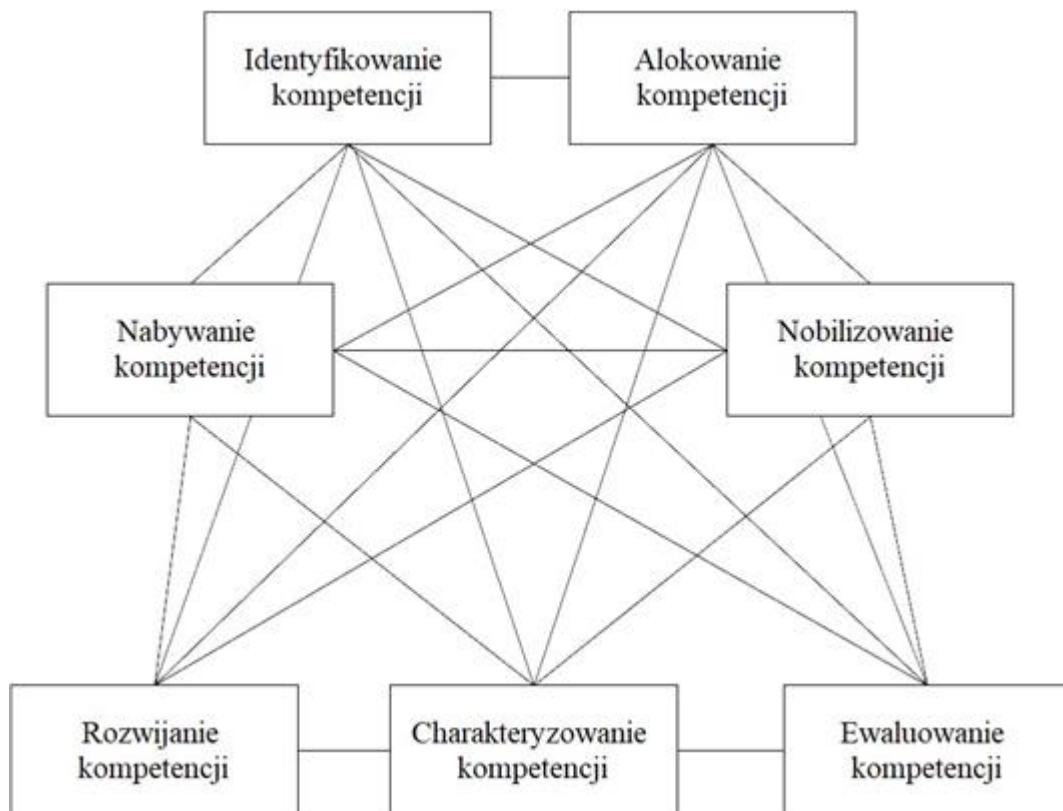 Identyfikowanie
kompetencji
Alokowanie
kompetencji
Nabywanie
kompetencji
Nobilizowanie
kompetencji
Rozwijanie
kompetencji
Charakteryzowanie
kompetencji
Ewaluowanie
kompetencji